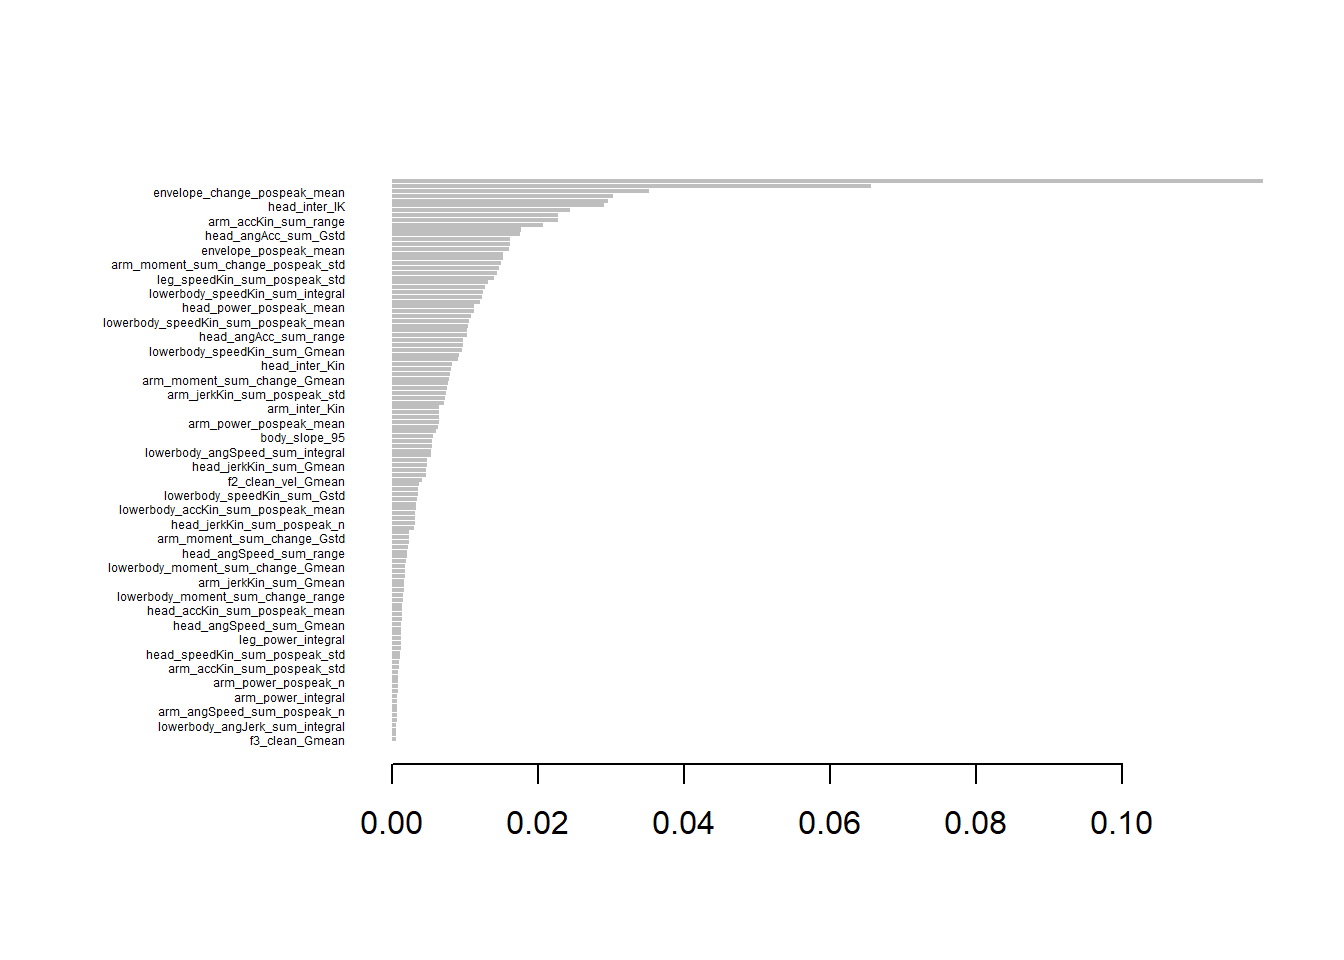 envelope_change_pospeak_mean
head_inter_IK
arm_accKin_sum_range
head_angAcc_sum_Gstd
envelope_pospeak_mean
arm_moment_sum_change_pospeak_std
leg_speedKin_sum_pospeak_std
lowerbody_speedKin_sum_integral
head_power_pospeak_mean
lowerbody_speedKin_sum_pospeak_mean
head_angAcc_sum_range
lowerbody_speedKin_sum_Gmean
head_inter_Kin
arm_moment_sum_change_Gmean
arm_jerkKin_sum_pospeak_std
arm_inter_Kin
arm_power_pospeak_mean
body_slope_95
lowerbody_angSpeed_sum_integral
head_jerkKin_sum_Gmean
f2_clean_vel_Gmean
lowerbody_speedKin_sum_Gstd
lowerbody_accKin_sum_pospeak_mean
head_jerkKin_sum_pospeak_n
arm_moment_sum_change_Gstd
head_angSpeed_sum_range
lowerbody_moment_sum_change_Gmean
arm_jerkKin_sum_Gmean
lowerbody_moment_sum_change_range
head_accKin_sum_pospeak_mean
head_angSpeed_sum_Gmean
leg_power_integral
head_speedKin_sum_pospeak_std
arm_accKin_sum_pospeak_std
arm_power_pospeak_n
arm_power_integral
arm_angSpeed_sum_pospeak_n
lowerbody_angJerk_sum_integral
f3_clean_Gmean
0.00 0.02 0.04 0.06 0.08 0.10